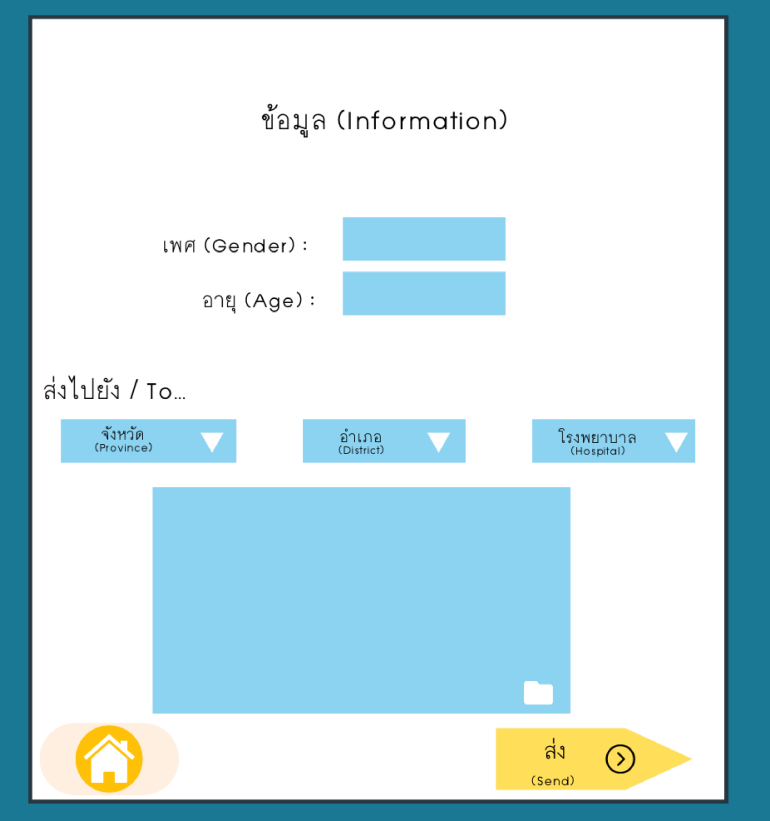 ข้อมูล (Information)
เพศ (Gender) :
อายุ (Age) :
ส่งไปยัง / To...
จังหวัด
(Province)
อำเภอ
(District)
โรงพยาบาล
(Hospital)
ส่ง
(Send)